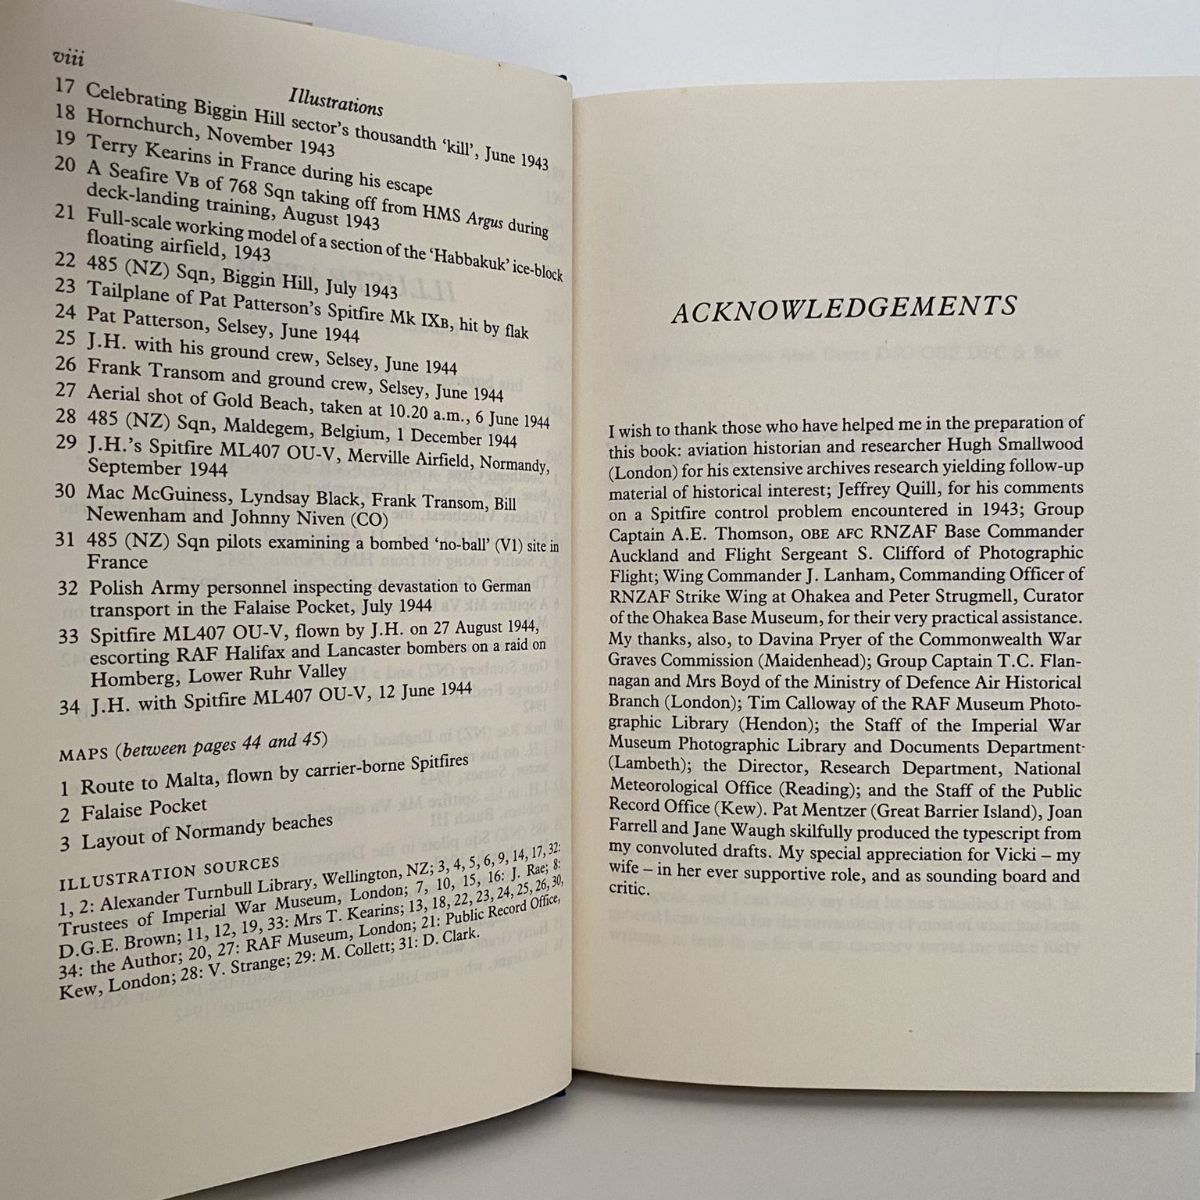 viii
Illustrations
17 Celebrating Biggin Hill sector's thousandth 'kill', June 1943
18 Hornchurch, November 1943
19 Terry Kearins in France during his escape
20 A Seafire VB of 768 Sqn taking off from HMS Argus during
deck-landing training, August 1943
21 Full-scale working model of a section of the 'Habbakuk' ice-block
floating airfield, 1943
22 485 (NZ) Sqn, Biggin Hill, July 1943
23 Tailplane of Pat Patterson's Spitfire Mk IXB, hit by flak
24 Pat Patterson, Selsey, June 1944
25 J.H. with his ground crew, Selsey, June 1944
26 Frank Transom and ground crew, Selsey, June 1944
27 Aerial shot of Gold Beach, taken at 10.20 a.m., 6 June 1944
28 485 (NZ) Sqn, Maldegem, Belgium, 1 December 1944
29 J.H.'s Spitfire ML407 OU-V, Merville Airfield, Normandy,
September 1944
30 Mac McGuiness, Lyndsay Black, Frank Transom, Bill
Newenham and Johnny Niven (CO)
31 485 (NZ) Sqn pilots examining a bombed 'no-ball' (V1) site in
France
32 Polish Army personnel inspecting devastation to German
transport in the Falaise Pocket, July 1944
33 Spitfire ML407 OU-V, flown by J.H. on 27 August 1944,
escorting RAF Halifax and Lancaster bombers on a raid on
Homberg, Lower Ruhr Valley
34 J.H. with Spitfire ML407 OU-V, 12 June 1944
MAPS (between pages 44 and 45)
1 Route to Malta, flown by carrier-borne Spitfires
2 Falaise Pocket
3 Layout of Normandy beaches
ILLUSTRATION SOURCES
1, 2: Alexander Turnbull Library, Wellington, NZ; 3, 4, 5, 6, 9, 14, 17, 32:
Trustees of Imperial War Museum, London; 7, 10, 15, 16: J. Rae; 8:
D.G.E. Brown; 11, 12, 19, 33: Mrs T. Kearins; 13, 18, 22, 23, 24, 25, 26, 30,
34: the Author; 20, 27: RAF Museum, London; 21: Public Record Office,
Kew, London; 28: V. Strange; 29: M. Collett; 31: D. Clark.
ACKNOWLEDGEMENTS
I wish to thank those who have helped me in the preparation of
this book: aviation historian and researcher Hugh Smallwood
(London) for his extensive archives research yielding follow-up
material of historical interest; Jeffrey Quill, for his comments
on a Spitfire control problem encountered in 1943; Group
Captain A.E. Thomson, OBE AFC RNZAF Base Commander
Auckland and Flight Sergeant S. Clifford of Photographic
Flight; Wing Commander J. Lanham, Commanding Officer of
RNZAF Strike Wing at Ohakea and Peter Strugmell, Curator
of the Ohakea Base Museum, for their very practical assistance.
My thanks, also, to Davina Pryer of the Commonwealth War
Graves Commission (Maidenhead); Group Captain T.C. Flan-
nagan and Mrs Boyd of the Ministry of Defence Air Historical
Branch (London); Tim Calloway of the RAF Museum Photo-
graphic Library (Hendon); the Staff of the Imperial War
Museum Photographic Library and Documents Department
(Lambeth); the Director, Research Department, National
Meteorological Office (Reading); and the Staff of the Public
Record Office (Kew). Pat Mentzer (Great Barrier Island), Joan
Farrell and Jane Waugh skilfully produced the typescript from
my convoluted drafts. My special appreciation for Vicki – my
wife – in her ever supportive role, and as sounding board and
critic.